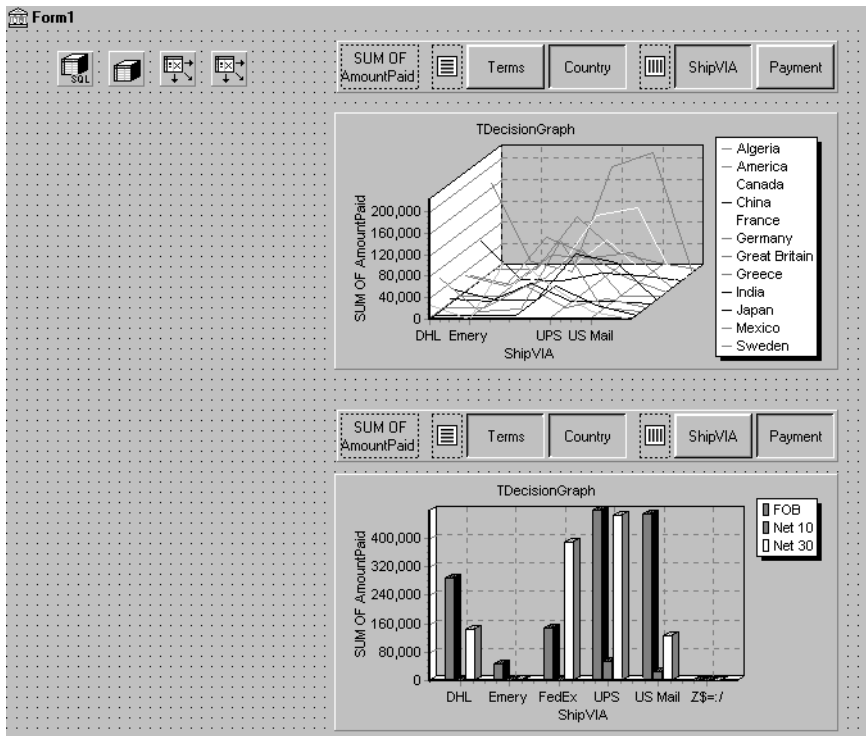 Form1
SQL
SUM OF
AmountPaid
Terms
Country
ShipVIA
Payment
TDecisionGraph
SUM OF AmountPaid
200,000
160,000
120,000
80,000
40,000
0
DHL Emery UPS US Mail
ShipVIA
Algeria
America
Canada
China
France
Germany
Great Britain
Greece
India
Japan
Mexico
Sweden
SUM OF
AmountPaid
Terms
Country
ShipVIA
Payment
TDecisionGraph
SUM OF AmountPaid
400,000
320,000
240,000
160,000
80,000
0
DHL Emery FedEx UPS US Mail Z$=:/
ShipVIA
FOB
Net 10
Net 30